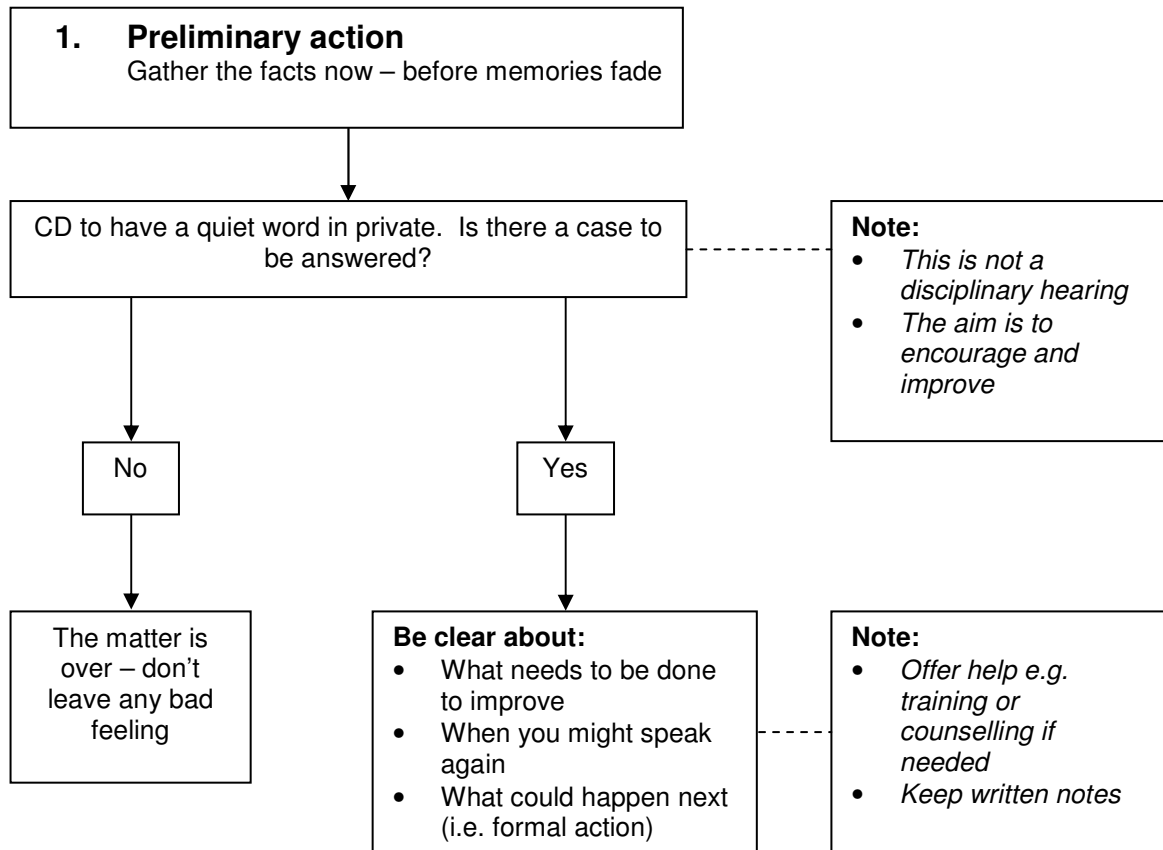 1. Preliminary action
Gather the facts now – before memories fade
CD to have a quiet word in private.  Is there a case to
be answered?
Note:
• This is not a
disciplinary hearing
• The aim is to
encourage and
improve
No
Yes
The matter is
over – don't
leave any bad
feeling
Be clear about:
• What needs to be done
to improve
• When you might speak
again
• What could happen next
(i.e. formal action)
Note:
• Offer help e.g.
training or
counselling if
needed
• Keep written notes